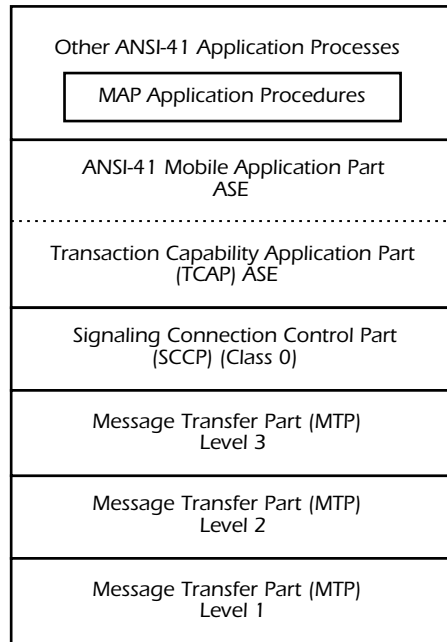 Other ANSI-41 Application Processes
MAP Application Procedures
ANSI-41 Mobile Application Part
ASE
Transaction Capability Application Part
(TCAP) ASE
Signaling Connection Control Part
(SCCP) (Class 0)
Message Transfer Part (MTP)
Level 3
Message Transfer Part (MTP)
Level 2
Message Transfer Part (MTP)
Level 1